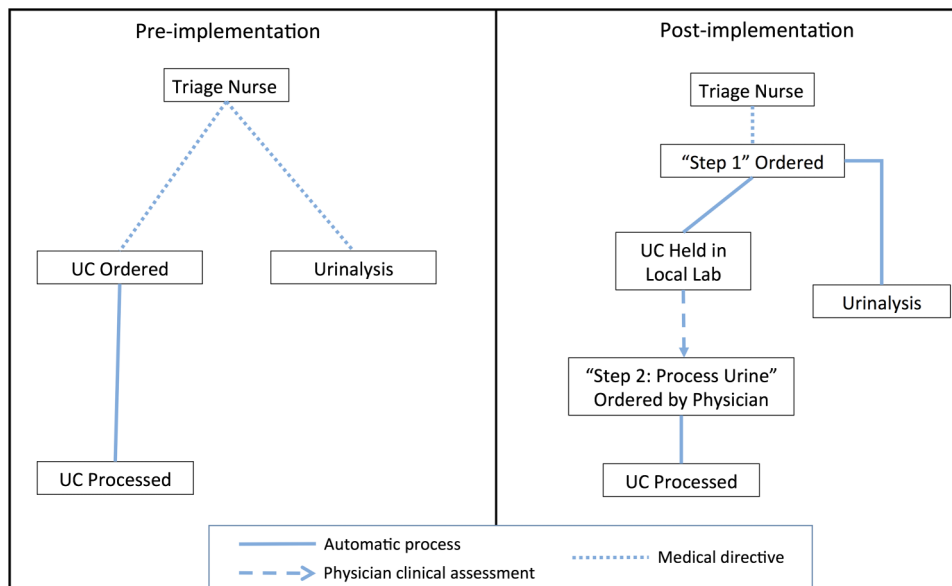 Pre-implementation
Triage Nurse
UC Ordered
Urinalysis
UC Processed
Post-implementation
Triage Nurse
“Step 1” Ordered
UC Held in
Local Lab
Urinalysis
“Step 2: Process Urine”
Ordered by Physician
UC Processed
Automatic process
Physician clinical assessment
Medical directive